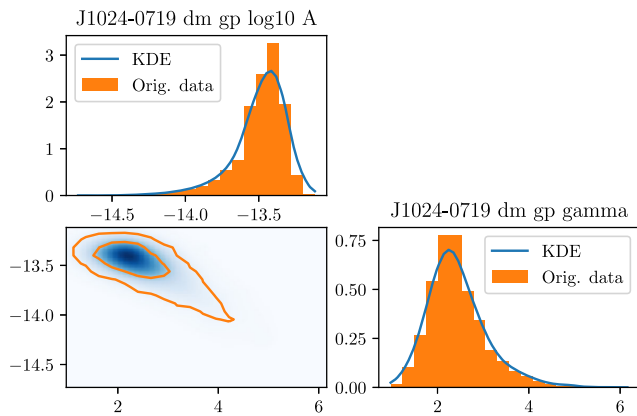 J1024-0719 dm gp log10 A
3
2
1
0
KDE
Orig. data
−14.5 −14.0 −13.5
−13.5
−14.0
−14.5
2 4 6
J1024-0719 dm gp gamma
0.75
0.50
0.25
0.00
KDE
Orig. data
2 4 6